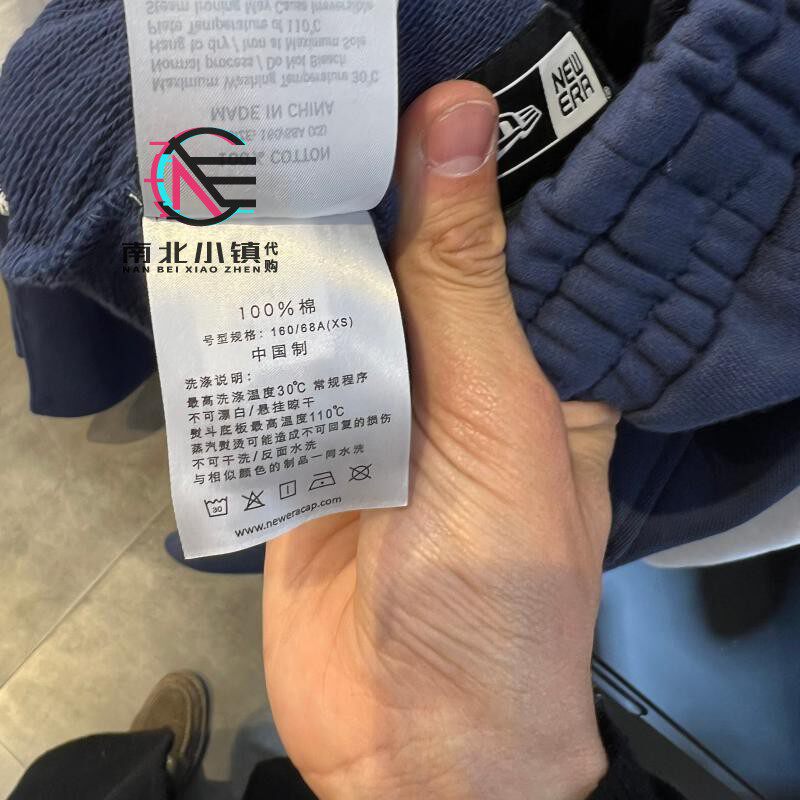 Steam Ironing May Cause Irreversible
Plate Temperature of 110℃
Hang to dry / Iron at Maximum Sole
Normal process / Do Not Bleach
Maximum Washing Temperature 30℃
MADE IN CHINA
100% COTTON
NEW
ERA
南北小镇代购
NAN BEI XIAO ZHEN
100%棉
号型规格: 160/68A(XS)
中国制
洗涤说明:
最高洗涤温度30℃ 常规程序
不可漂白/悬挂晾干
熨斗底板最高温度110℃
蒸汽熨烫可能造成不可回复的损伤
不可干洗/反面水洗
与相似颜色的制品一同水洗
30
www.neweracap.com